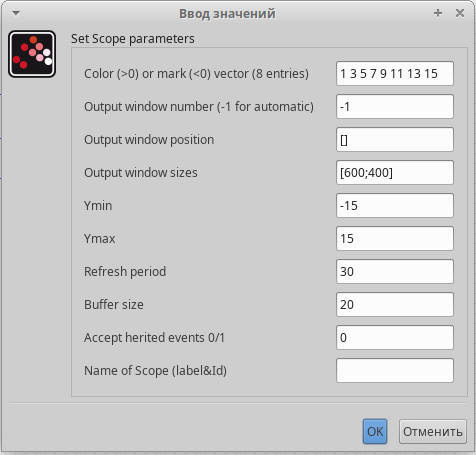 Ввод значений
Set Scope parameters
Color (>0) or mark (<0) vector (8 entries) 1 3 5 7 9 11 13 15
Output window number (-1 for automatic) -1
Output window position []
Output window sizes [600;400]
Ymin -15
Ymax 15
Refresh period 30
Buffer size 20
Accept herited events 0/1 0
Name of Scope (label&Id)
OK Отменить